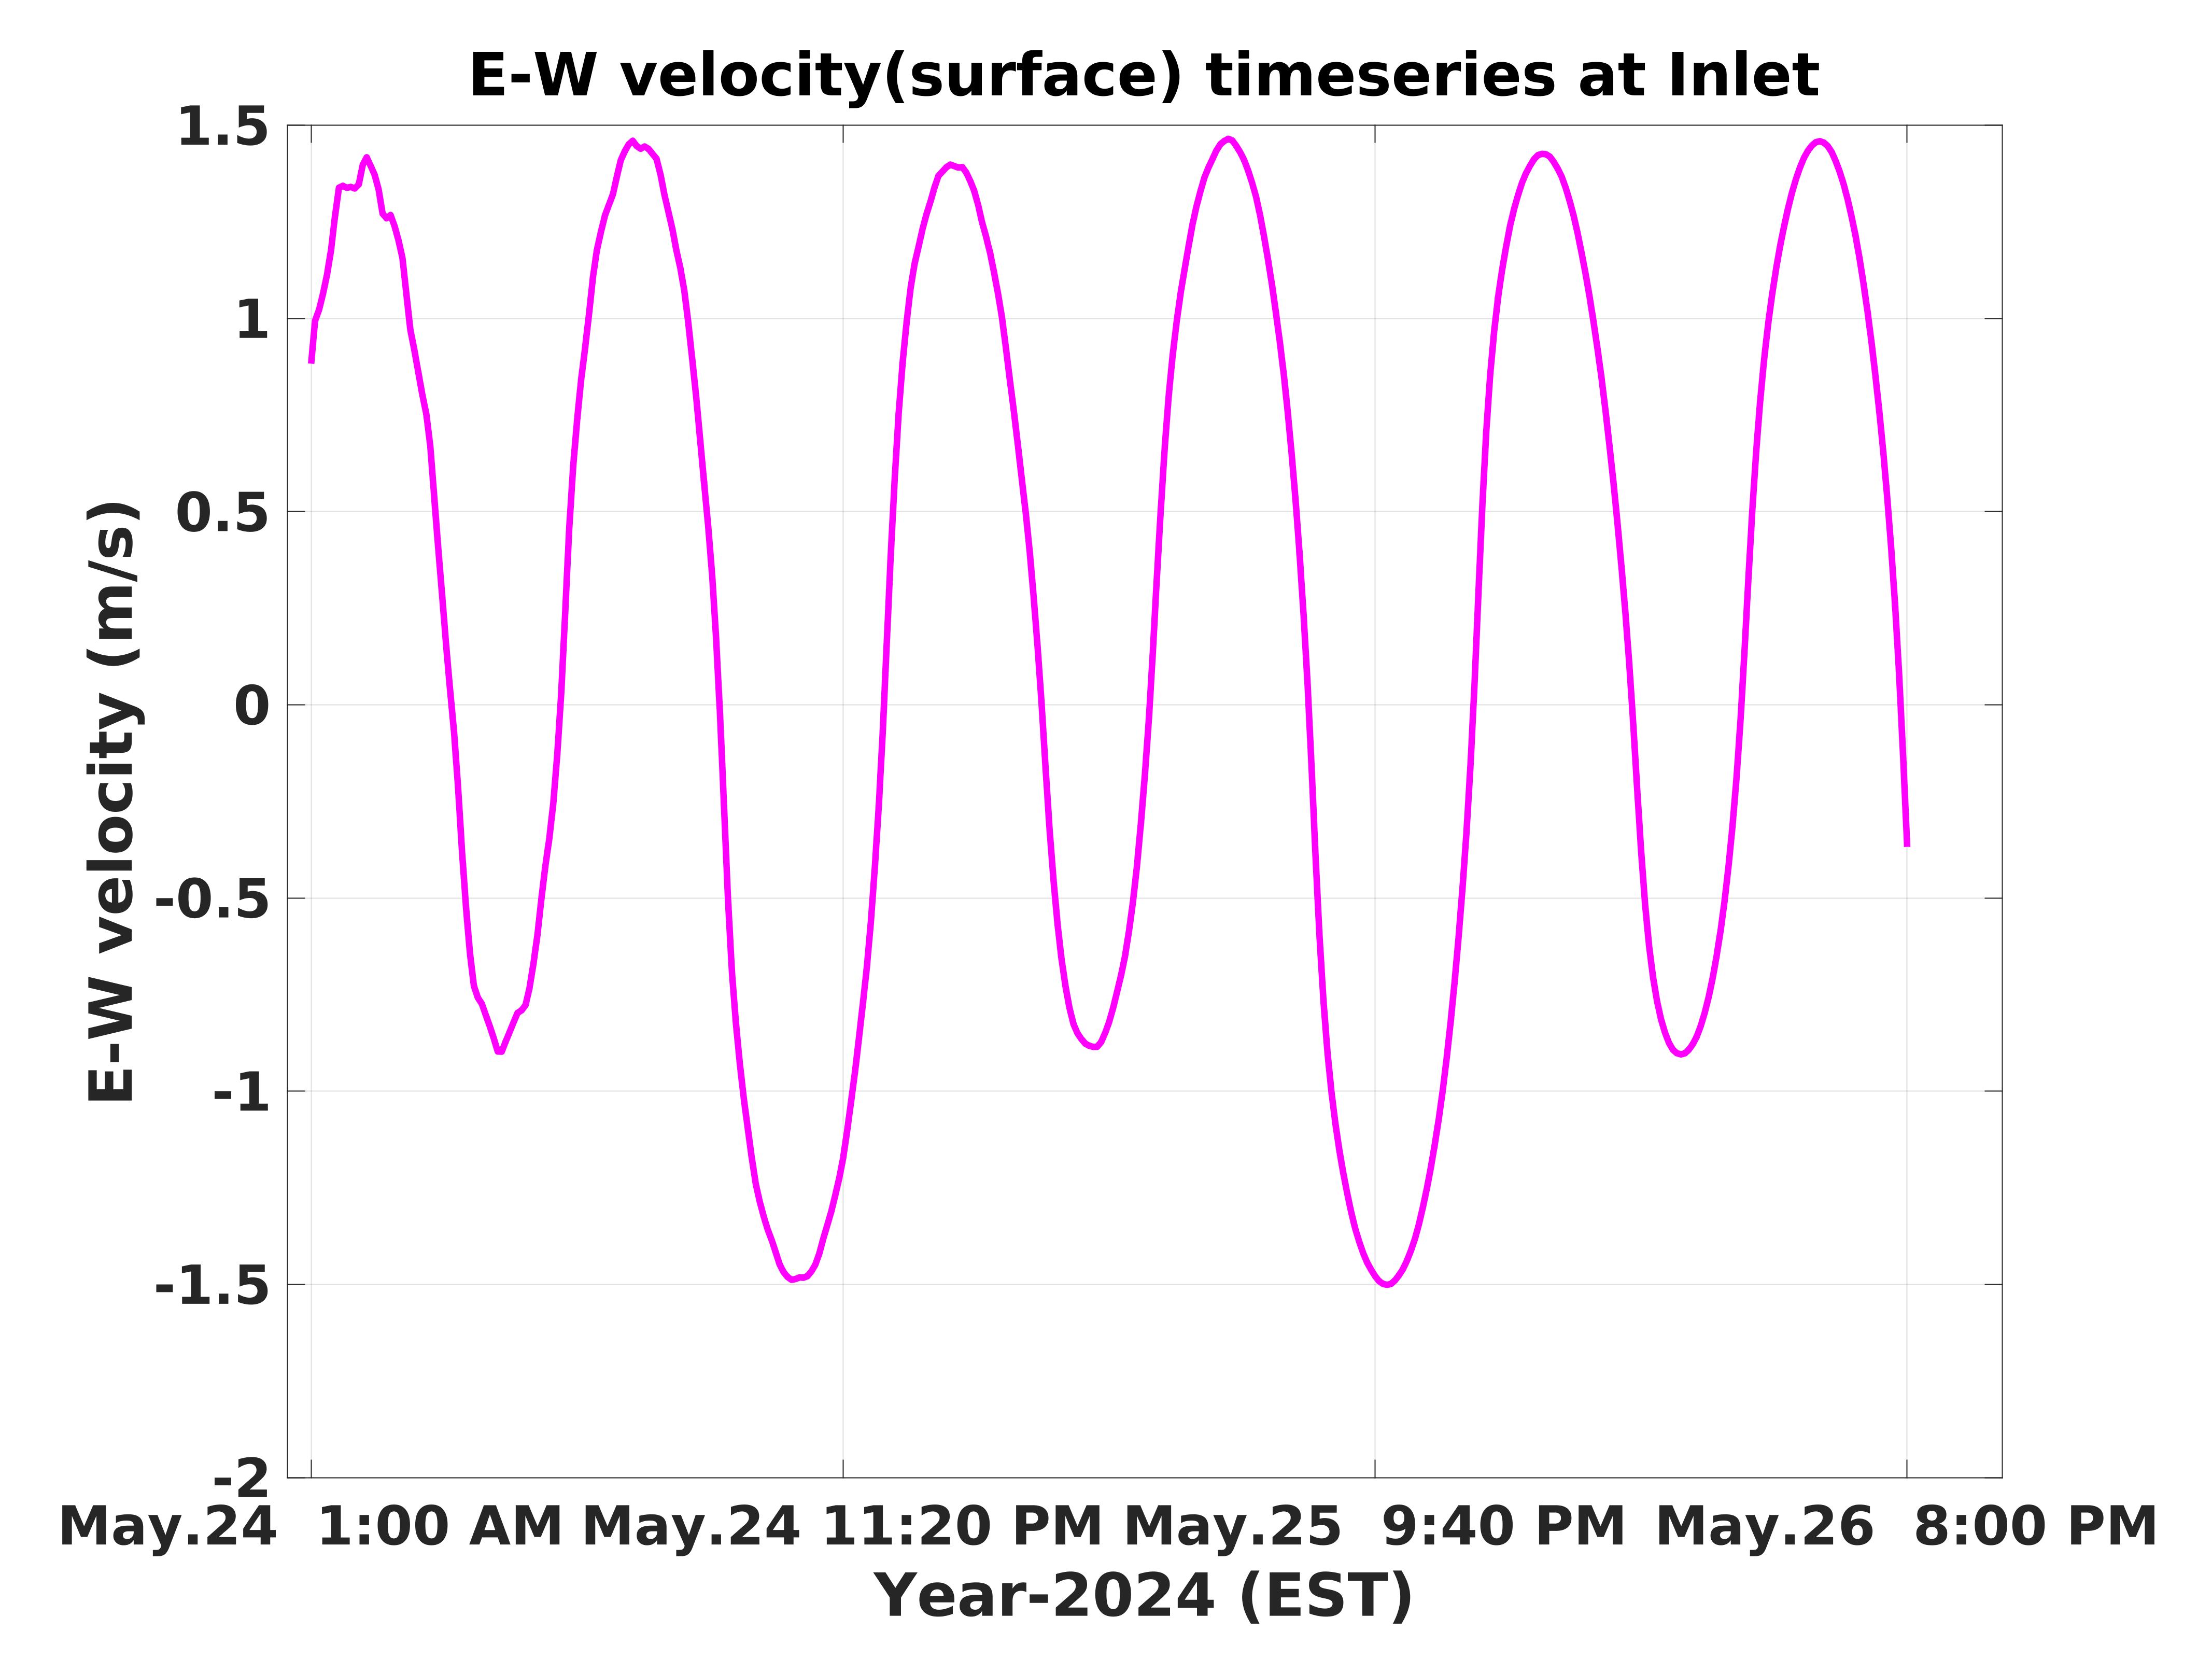 E-W velocity(surface) timeseries at Inlet
E-W velocity (m/s)
1.5
1
0.5
0
-0.5
-1
-1.5
-2
May.24 1:00 AM May.24 11:20 PM May.25 9:40 PM May.26 8:00 PM
Year-2024 (EST)